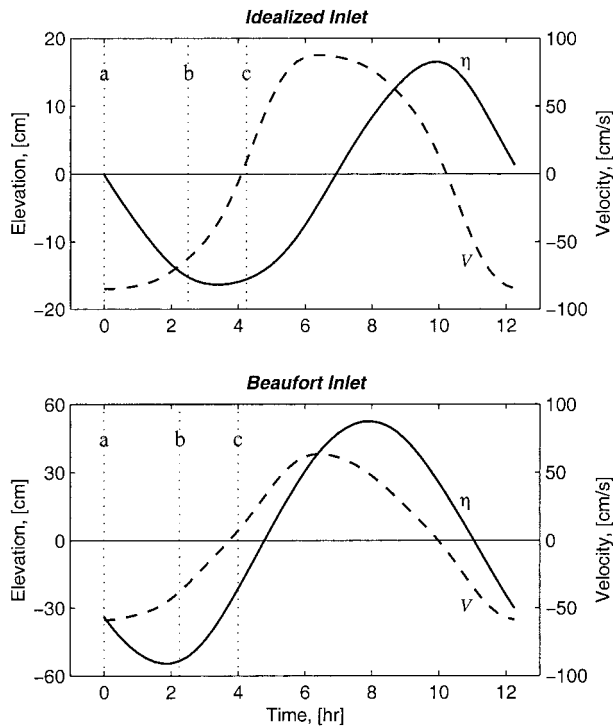 Idealized Inlet
20
10
0
−10
−20
Elevation, [cm]
a
b
c
η
V
100
50
0
−50
−100
Velocity, [cm/s]
0 2 4 6 8 10 12
Beaufort Inlet
60
30
0
−30
−60
Elevation, [cm]
a
b
c
η
V
100
50
0
−50
−100
Velocity, [cm/s]
0 2 4 6 8 10 12
Time, [hr]